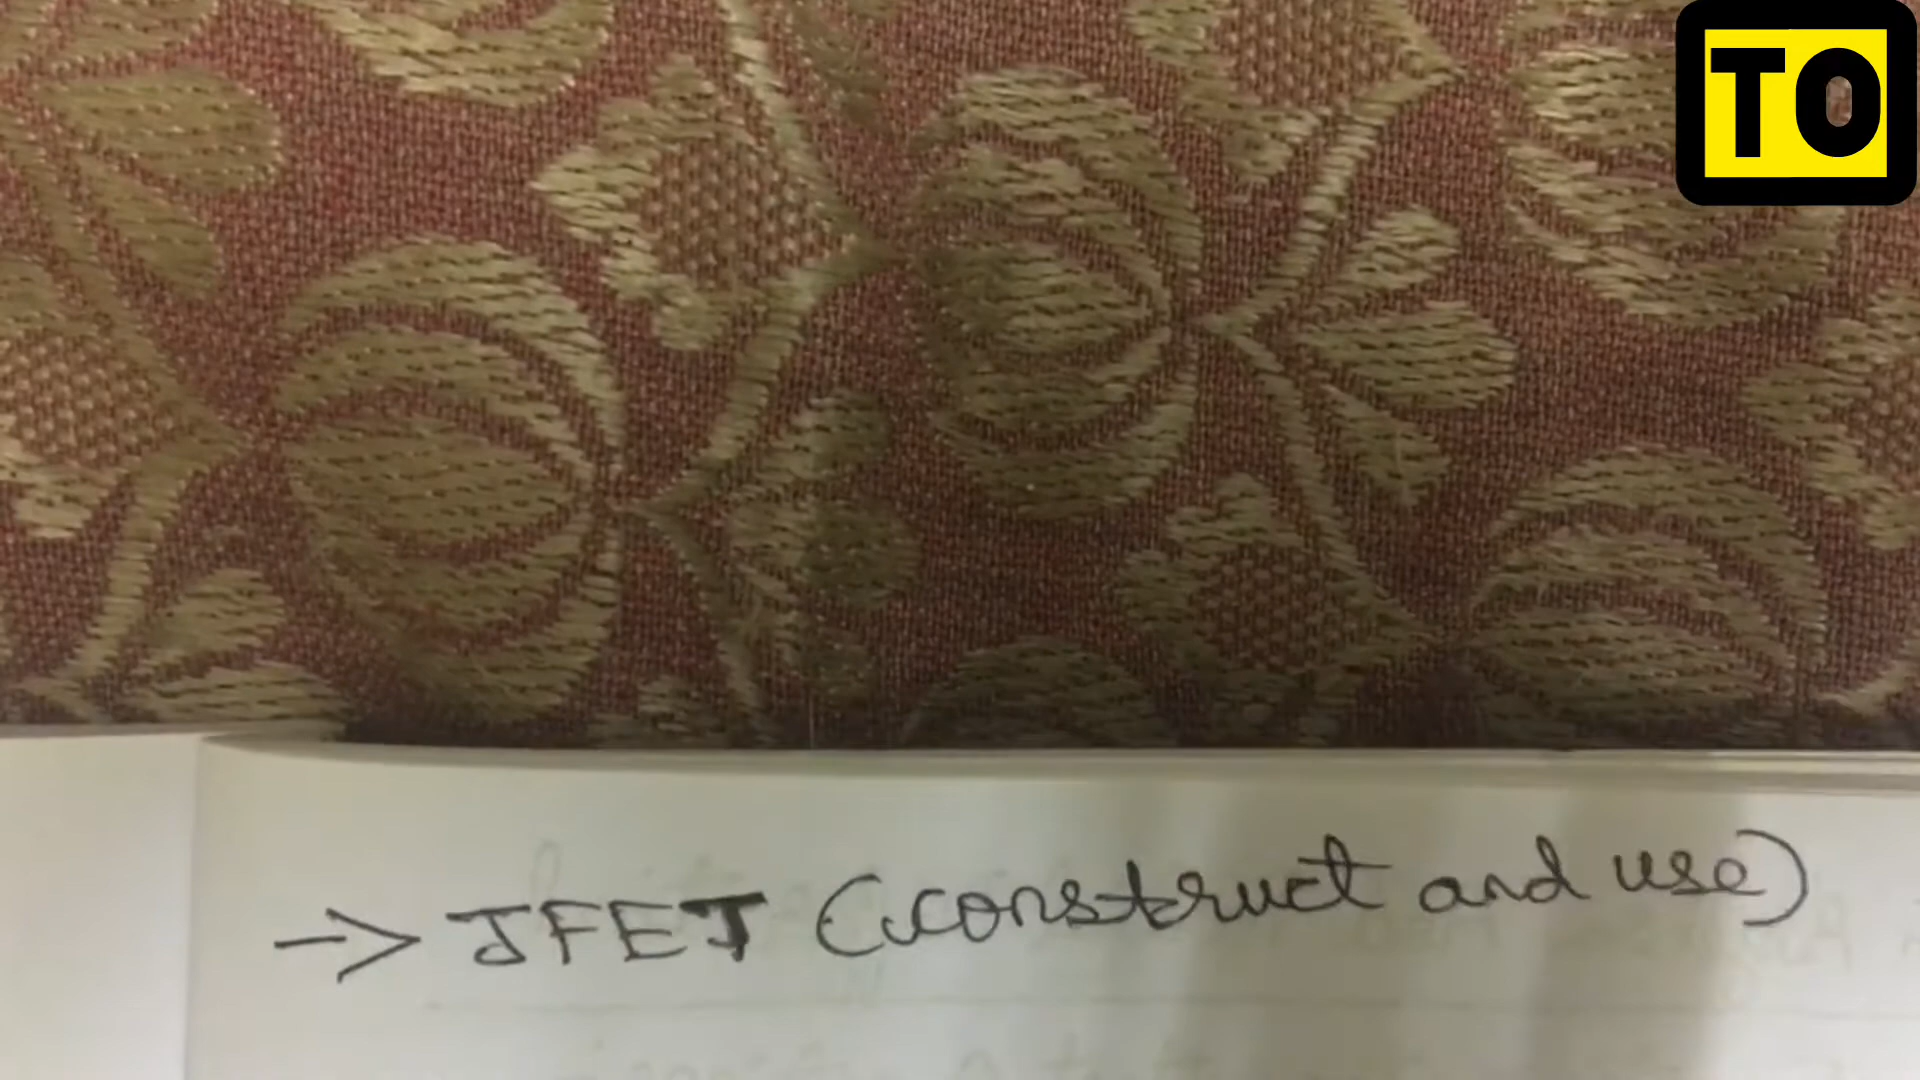 TO
→ JFET (construct and use)